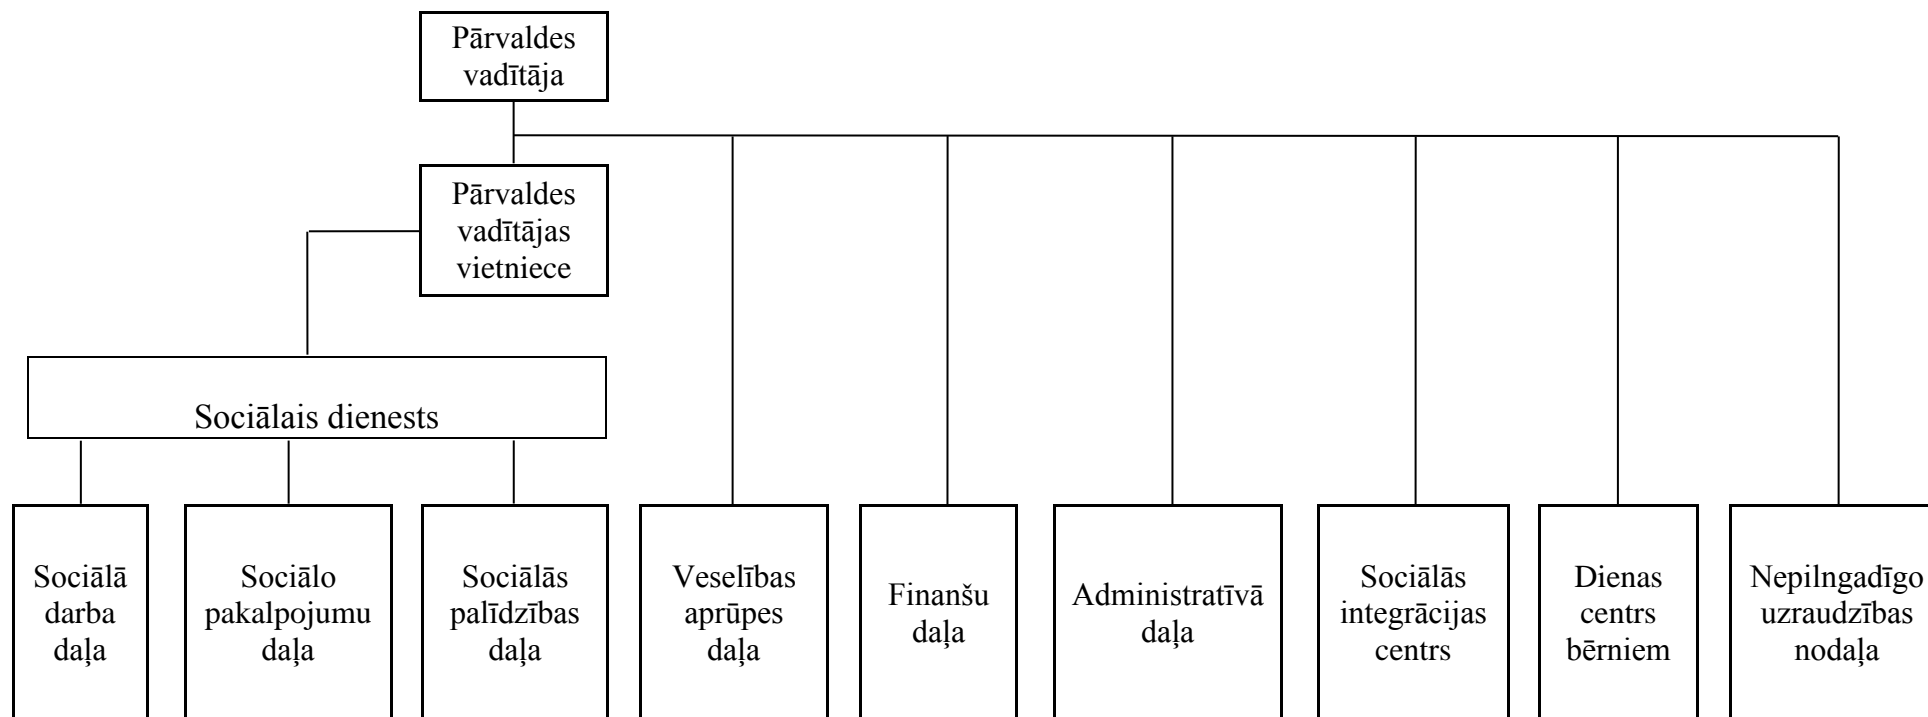 Pārvaldes
vadītāja
Pārvaldes
vadītājas
vietniece
Sociālais dienests
Sociālā
darba
daļa
Sociālo
pakalpojumu
daļa
Sociālās
palīdzības
daļa
Veselības
aprūpes
daļa
Finanšu
daļa
Administratīvā
daļa
Sociālās
integrācijas
centrs
Dienas
centrs
bērniem
Nepilngadīgo
uzraudzības
nodaļa